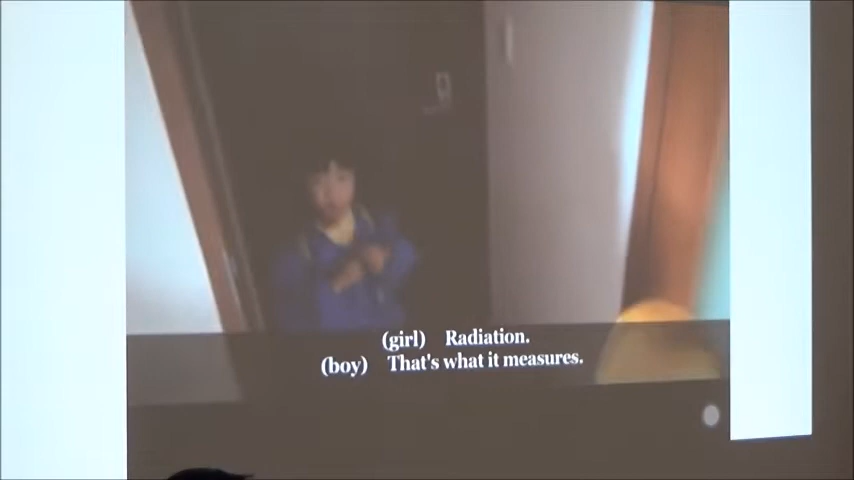 (girl) Radiation.
(boy) That's what it measures.